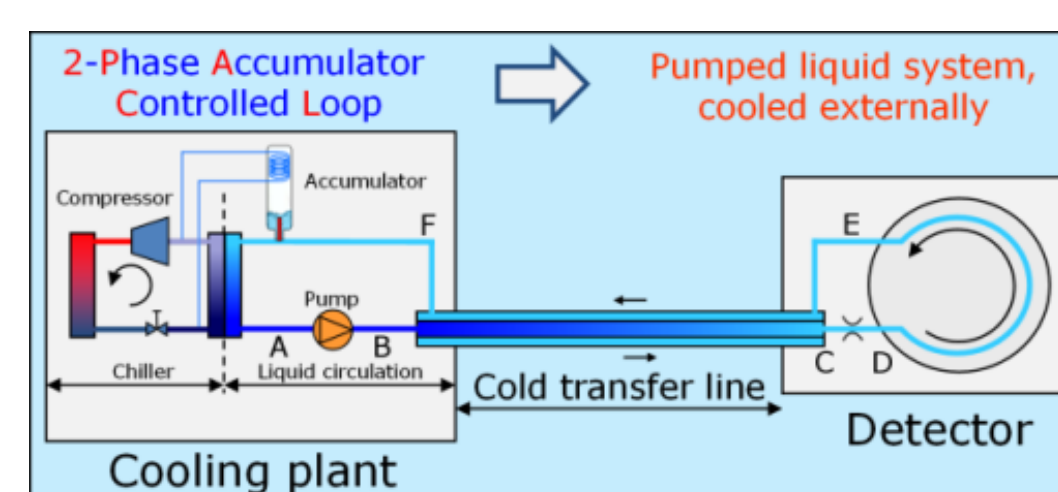 2-Phase Accumulator
Controlled Loop
Pumped liquid system,
cooled externally
Accumulator
Compressor
F
E
Pump
A
B
C
D
Chiller
Liquid circulation
Cold transfer line
Detector
Cooling plant